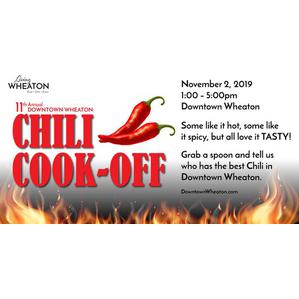 Living
WHEATON
11th Annual
DOWNTOWN WHEATON
CHILI
COOK-OFF
November 2, 2019
1:00 - 5:00pm
Downtown Wheaton
Some like it hot, some like
it spicy, but all love it TASTY!
Grab a spoon and tell us
who has the best Chili in
Downtown Wheaton.
DowntownWheaton.com